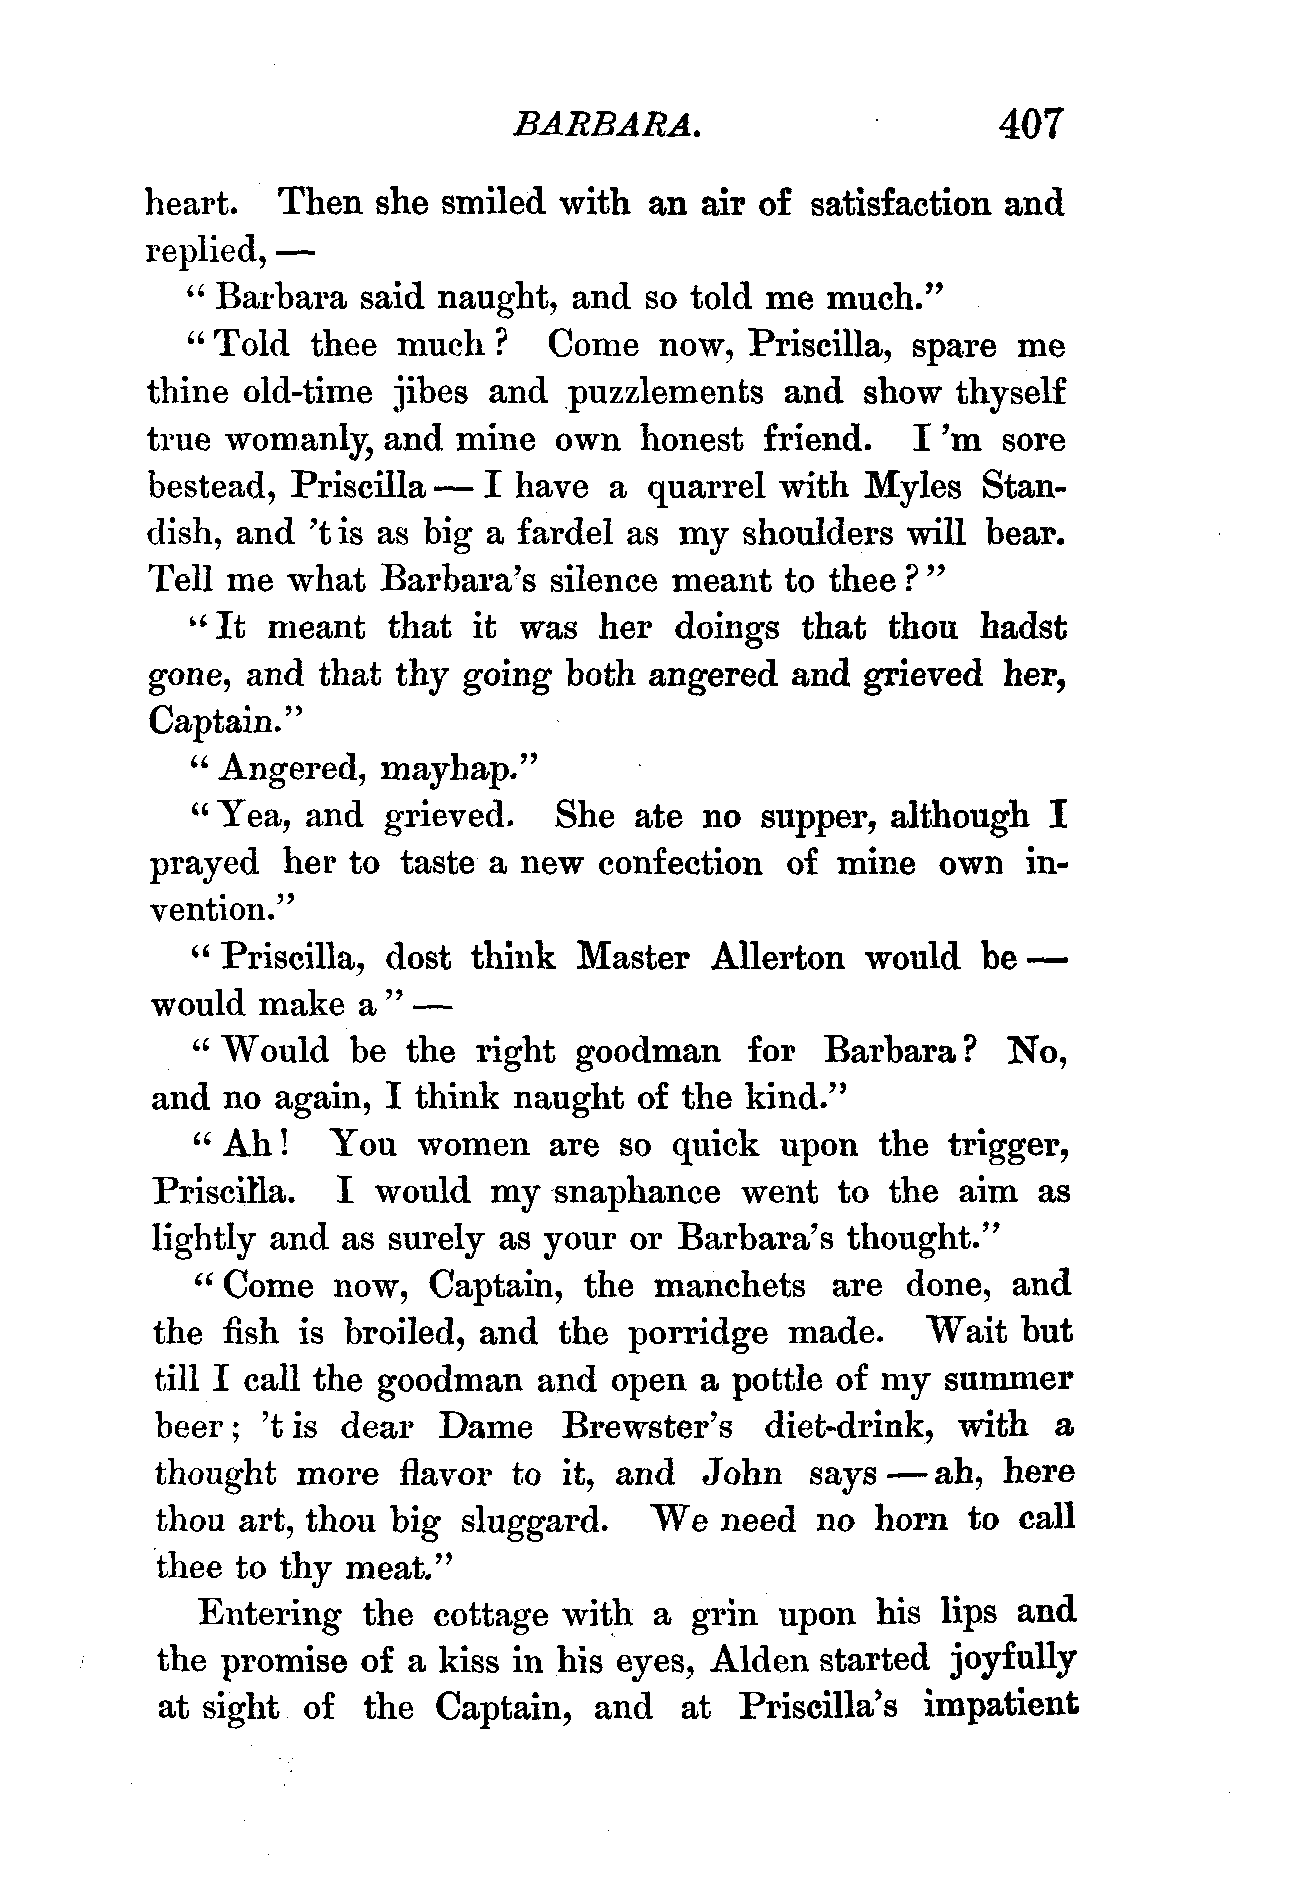 BARBARA. 407
heart. Then she smiled with an air of satisfaction and
replied, —
“ Barbara said naught, and so told me much.”
“ Told thee much ? Come now, Priscilla, spare me
thine old-time jibes and puzzlements and show thyself
true womanly, and mine own honest friend. I ’m sore
bestead, Priscilla — I have a quarrel with Myles Stan-
dish, and ’t is as big a fardel as my shoulders will bear.
Tell me what Barbara’s silence meant to thee ? ”
“ It meant that it was her doings that thou hadst
gone, and that thy going both angered and grieved her,
Captain.”
“ Angered, mayhap.”
“ Yea, and grieved. She ate no supper, although I
prayed her to taste a new confection of mine own in-
vention.”
“ Priscilla, dost think Master Allerton would be —
would make a ” —
“ Would be the right goodman for Barbara ? No,
and no again, I think naught of the kind.”
“ Ah ! You women are so quick upon the trigger,
Priscilla. I would my snaphance went to the aim as
lightly and as surely as your or Barbara’s thought.”
“ Come now, Captain, the manchets are done, and
the fish is broiled, and the porridge made. Wait but
till I call the goodman and open a pottle of my summer
beer ; ’t is dear Dame Brewster’s diet-drink, with a
thought more flavor to it, and John says — ah, here
thou art, thou big sluggard. We need no horn to call
thee to thy meat.”
Entering the cottage with a grin upon his lips and
the promise of a kiss in his eyes, Alden started joyfully
at sight of the Captain, and at Priscilla’s impatient